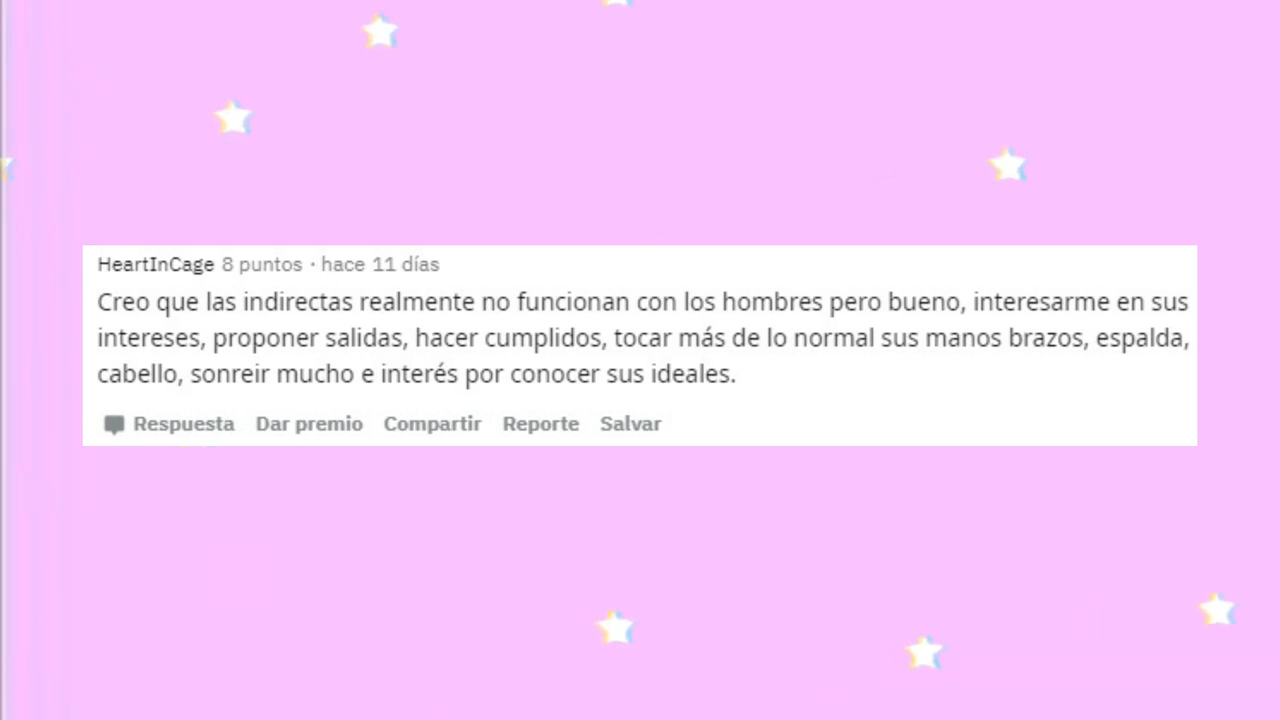 HeartInCage 8 puntos · hace 11 días
Creo que las indirectas realmente no funcionan con los hombres pero bueno, interesarme en sus
intereses, proponer salidas, hacer cumplidos, tocar más de lo normal sus manos brazos, espalda,
cabello, sonreir mucho e interés por conocer sus ideales.
Respuesta Dar premio Compartir Reporte Salvar